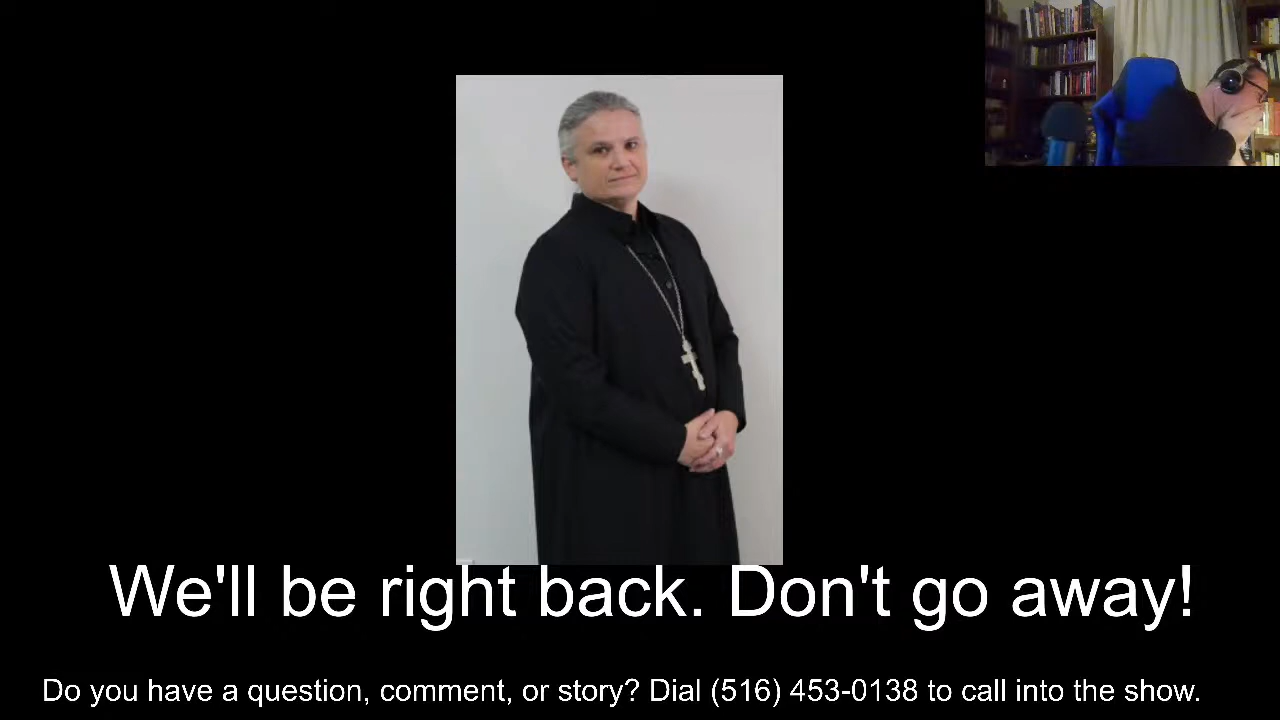 We'll be right back. Don't go away!
Do you have a question, comment, or story? Dial (516) 453-0138 to call into the show.